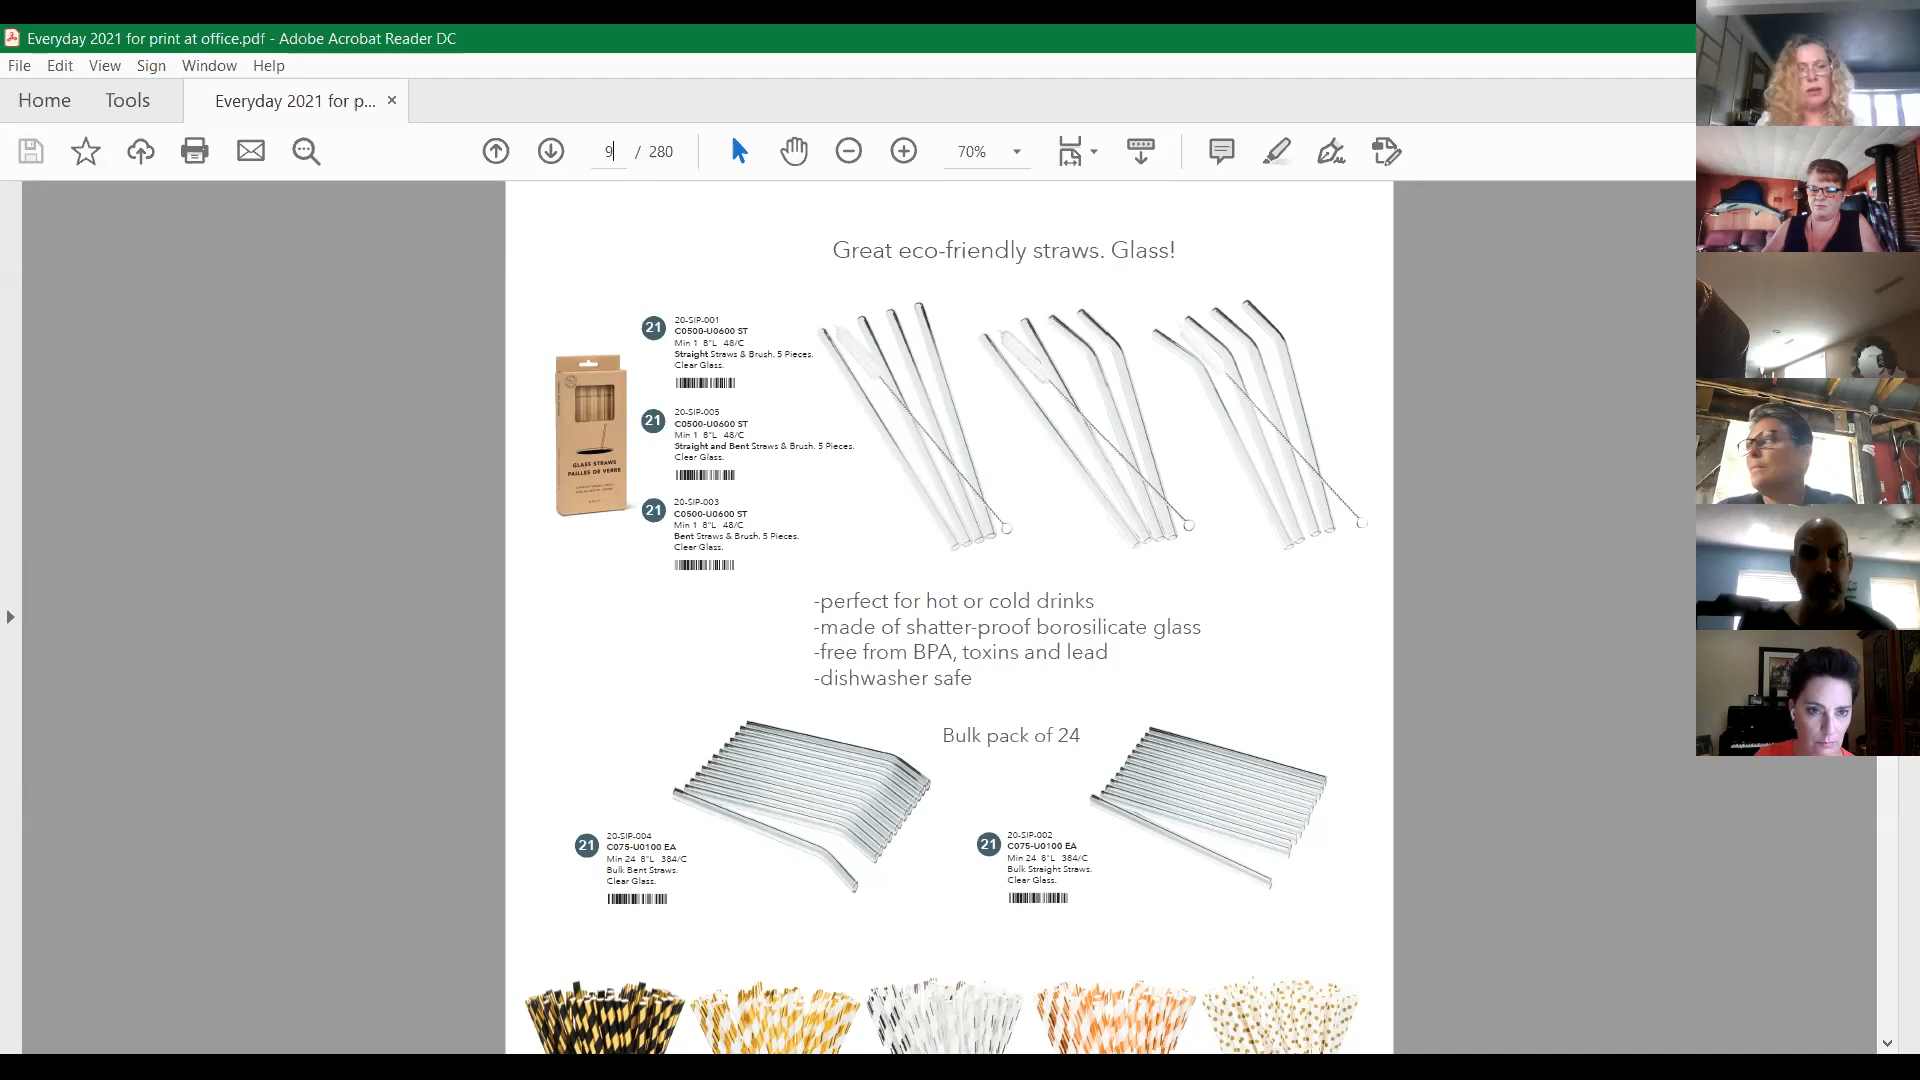 Everyday 2021 for print at office.pdf - Adobe Acrobat Reader DC
File Edit View Sign Window Help
Home Tools Everyday 2021 for p... ×
9 / 280 70%
Great eco-friendly straws. Glass!
21 20-SIP-001
C0500-U0600 ST
Min 1 8"L 48/C
Straight Straws & Brush. 5 Pieces.
Clear Glass.
21 20-SIP-005
C0500-U0600 ST
Min 1 8"L 48/C
Straight and Bent Straws & Brush. 5 Pieces.
Clear Glass.
GLASS STRAWS
PAILLES DE VERRE
21 20-SIP-003
C0500-U0600 ST
Min 1 8"L 48/C
Bent Straws & Brush. 5 Pieces.
Clear Glass.
-perfect for hot or cold drinks
-made of shatter-proof borosilicate glass
-free from BPA, toxins and lead
-dishwasher safe
Bulk pack of 24
21 20-SIP-004
C075-U0100 EA
Min 24 8"L 384/C
Bulk Bent Straws.
Clear Glass.
21 20-SIP-002
C075-U0100 EA
Min 24 8"L 384/C
Bulk Straight Straws.
Clear Glass.